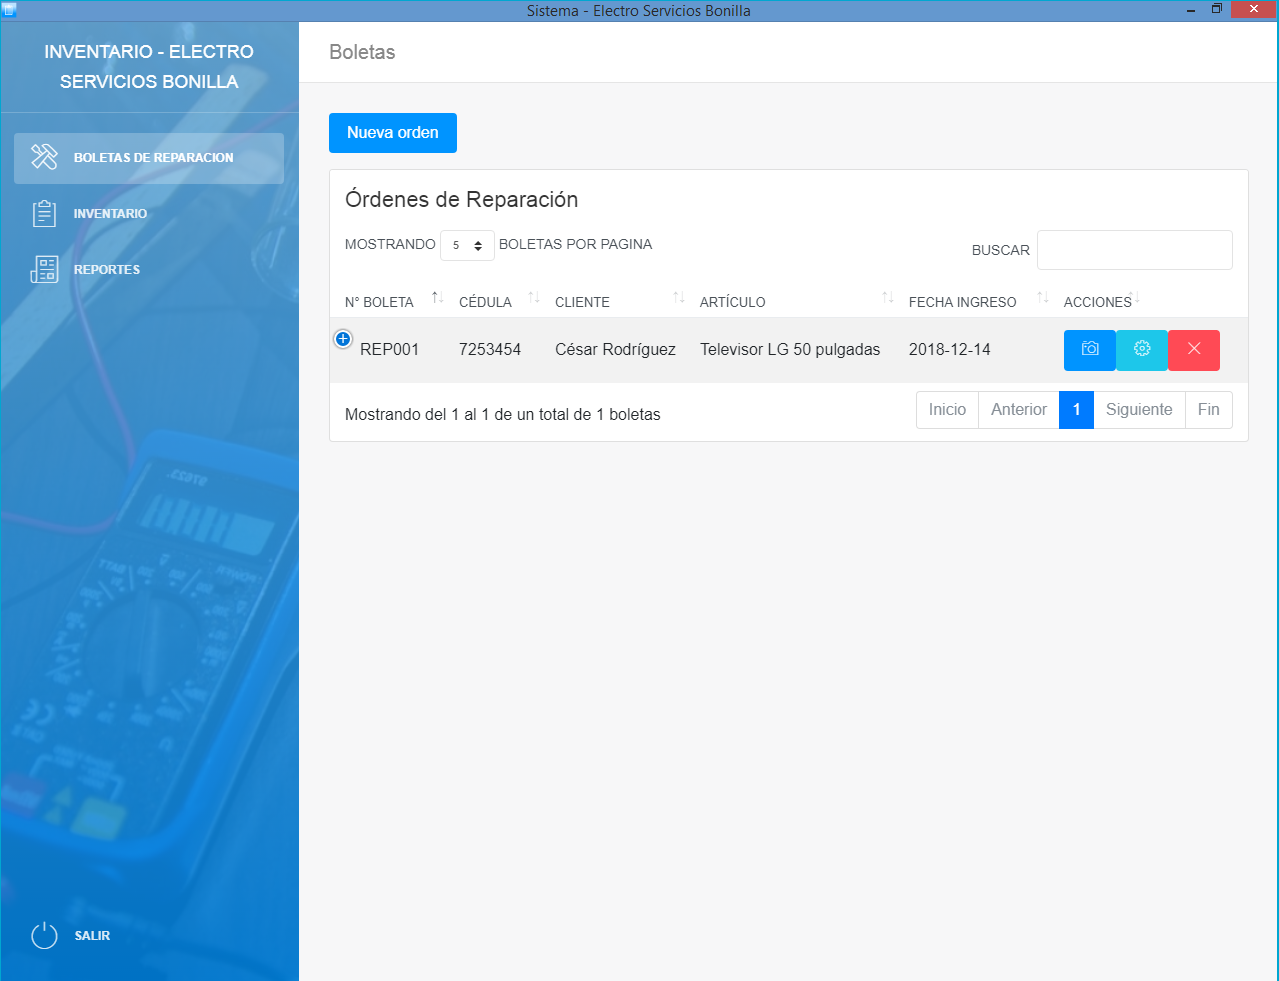 Sistema - Electro Servicios Bonilla
INVENTARIO - ELECTRO
SERVICIOS BONILLA
BOLETAS DE REPARACION
INVENTARIO
REPORTES
SALIR
Boletas
Nueva orden
Órdenes de Reparación
MOSTRANDO 5 BOLETAS POR PAGINA
BUSCAR
N° BOLETA CÉDULA CLIENTE ARTÍCULO FECHA INGRESO ACCIONES
REP001 7253454 César Rodríguez Televisor LG 50 pulgadas 2018-12-14
Mostrando del 1 al 1 de un total de 1 boletas
Inicio Anterior 1 Siguiente Fin